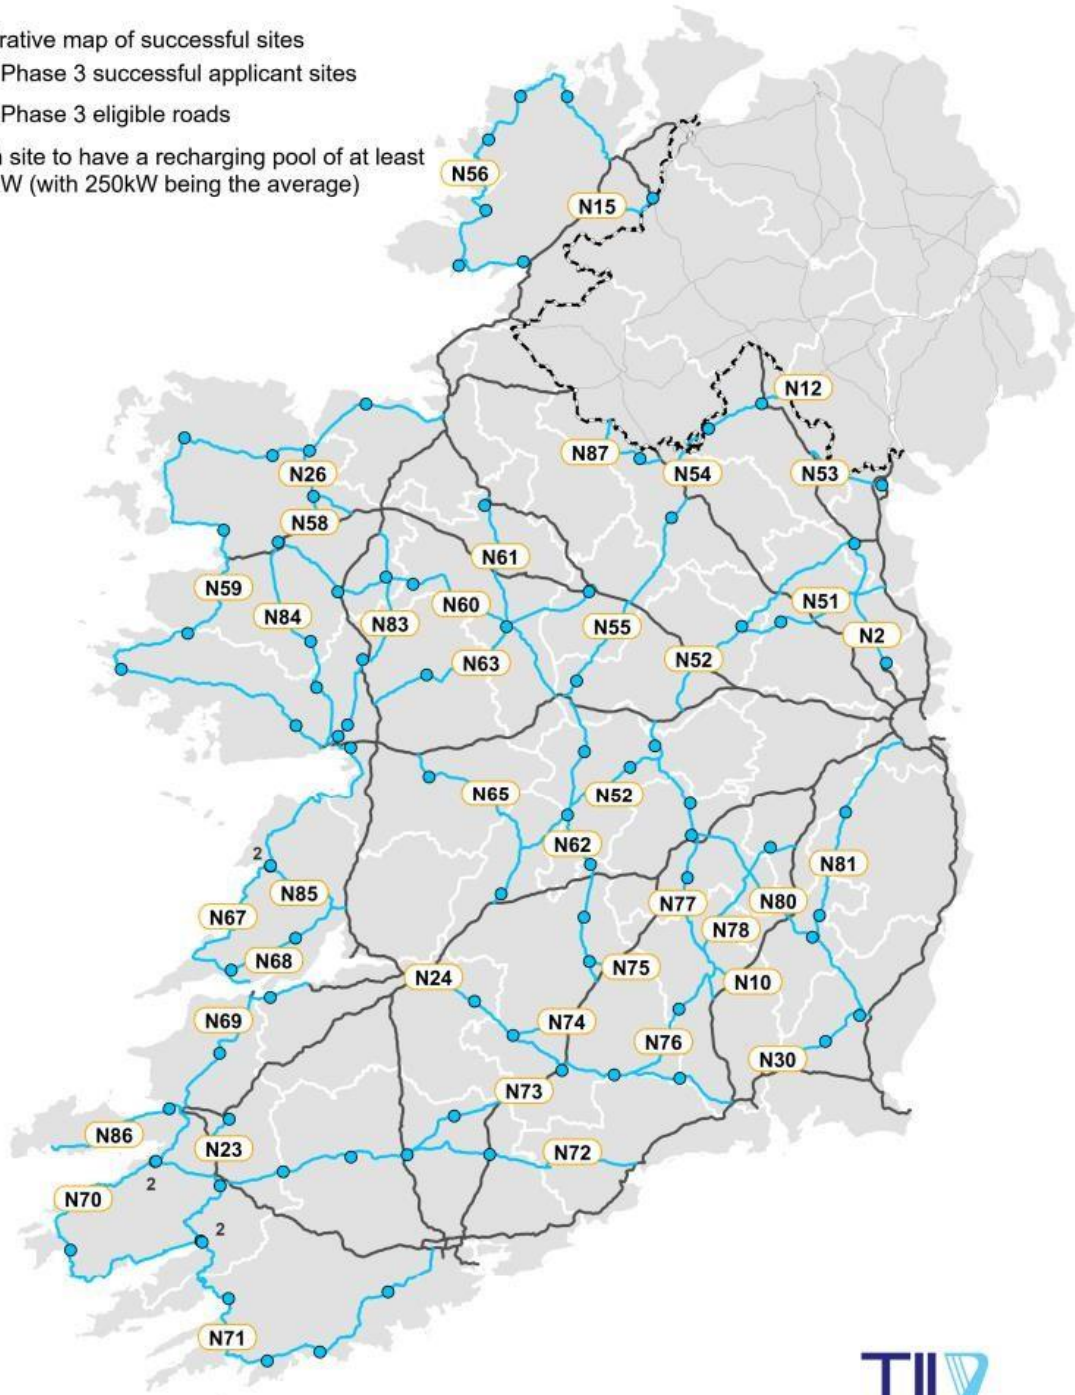 rative map of successful sites
Phase 3 successful applicant sites
Phase 3 eligible roads
site to have a recharging pool of at least
W (with 250kW being the average)
N56
N15
N12
N87
N54
N53
N26
N58
N61
N59
N84
N83
N60
N55
N51
N63
N52
N2
N65
N52
N62
2
N85
N81
N67
N77
N80
N78
N68
N24
N75
N10
N69
N74
N76
N30
N73
N86
N23
N72
2
N70
2
N71
TII